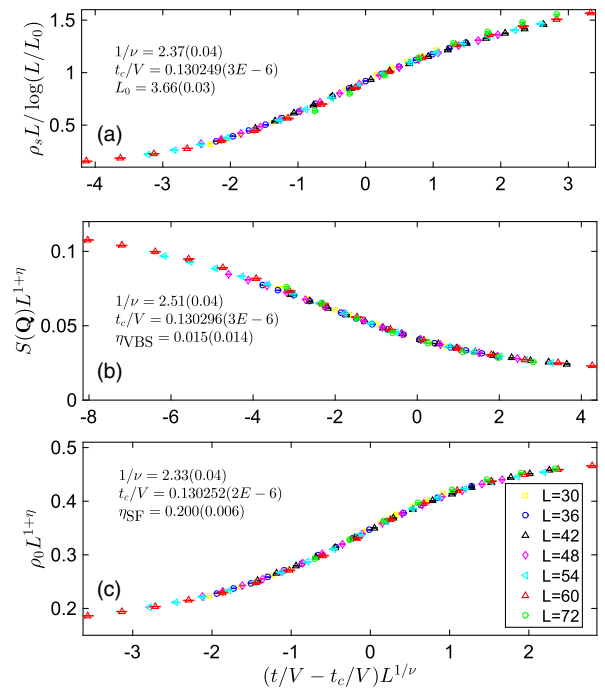 1.5
1
0.5
ρ_s L/ log(L/L_0)
1/ν = 2.37(0.04)
t_c/V = 0.130249(3E − 6)
L_0 = 3.66(0.03)
(a)
-4 -3 -2 -1 0 1 2 3
0.1
0.05
0
S(Q)L^{1+η}
1/ν = 2.51(0.04)
t_c/V = 0.130296(3E − 6)
η_VBS = 0.015(0.014)
(b)
-8 -6 -4 -2 0 2 4
0.5
0.4
0.3
0.2
ρ_0 L^{1+η}
1/ν = 2.33(0.04)
t_c/V = 0.130252(2E − 6)
η_SF = 0.200(0.006)
(c)
L=30
L=36
L=42
L=48
L=54
L=60
L=72
-3 -2 -1 0 1 2
(t/V − t_c/V)L^{1/ν}